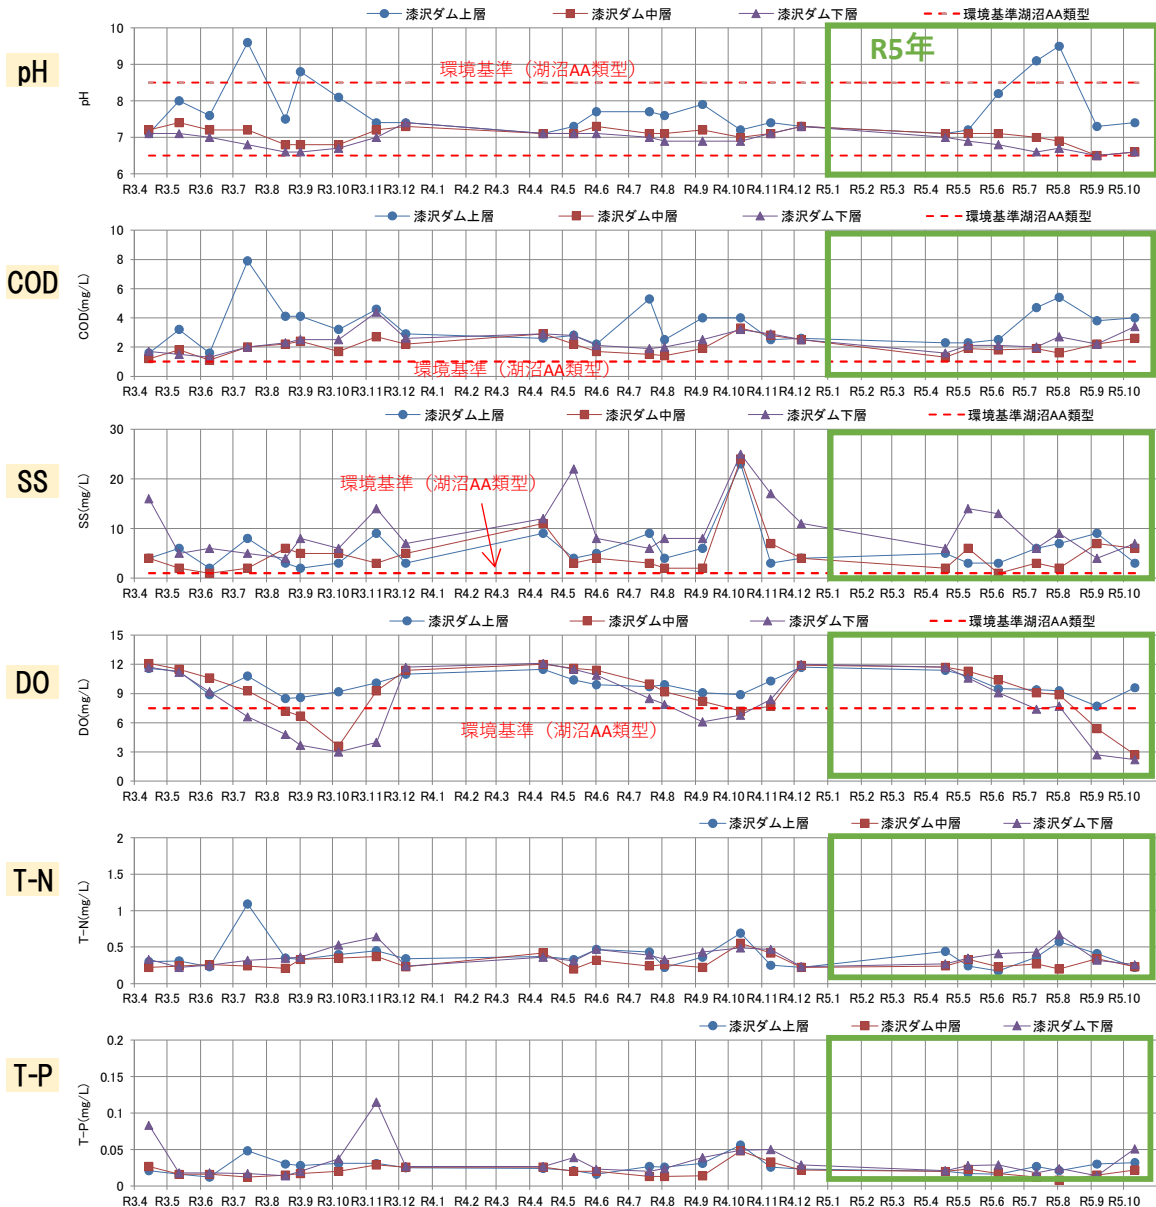 漆沢ダム上層 漆沢ダム中層 漆沢ダム下層 環境基準湖沼AA類型
pH
R5年
環境基準（湖沼AA類型）
pH
10
9
8
7
6
R3.4 R3.5 R3.6 R3.7 R3.8 R3.9 R3.10 R3.11 R3.12 R4.1 R4.2 R4.3 R4.4 R4.5 R4.6 R4.7 R4.8 R4.9 R4.10 R4.11 R4.12 R5.1 R5.2 R5.3 R5.4 R5.5 R5.6 R5.7 R5.8 R5.9 R5.10
漆沢ダム上層 漆沢ダム中層 漆沢ダム下層 環境基準湖沼AA類型
COD
COD(mg/L)
10
8
6
4
2
0
環境基準（湖沼AA類型）
R3.4 R3.5 R3.6 R3.7 R3.8 R3.9 R3.10 R3.11 R3.12 R4.1 R4.2 R4.3 R4.4 R4.5 R4.6 R4.7 R4.8 R4.9 R4.10 R4.11 R4.12 R5.1 R5.2 R5.3 R5.4 R5.5 R5.6 R5.7 R5.8 R5.9 R5.10
漆沢ダム上層 漆沢ダム中層 漆沢ダム下層 環境基準湖沼AA類型
SS
SS(mg/L)
30
20
10
0
環境基準（湖沼AA類型）
R3.4 R3.5 R3.6 R3.7 R3.8 R3.9 R3.10 R3.11 R3.12 R4.1 R4.2 R4.3 R4.4 R4.5 R4.6 R4.7 R4.8 R4.9 R4.10 R4.11 R4.12 R5.1 R5.2 R5.3 R5.4 R5.5 R5.6 R5.7 R5.8 R5.9 R5.10
漆沢ダム上層 漆沢ダム中層 漆沢ダム下層 環境基準湖沼AA類型
DO
DO(mg/L)
15
12
9
6
3
0
環境基準（湖沼AA類型）
R3.4 R3.5 R3.6 R3.7 R3.8 R3.9 R3.10 R3.11 R3.12 R4.1 R4.2 R4.3 R4.4 R4.5 R4.6 R4.7 R4.8 R4.9 R4.10 R4.11 R4.12 R5.1 R5.2 R5.3 R5.4 R5.5 R5.6 R5.7 R5.8 R5.9 R5.10
漆沢ダム上層 漆沢ダム中層 漆沢ダム下層
T-N
T-N(mg/L)
2
1.5
1
0.5
0
R3.4 R3.5 R3.6 R3.7 R3.8 R3.9 R3.10 R3.11 R3.12 R4.1 R4.2 R4.3 R4.4 R4.5 R4.6 R4.7 R4.8 R4.9 R4.10 R4.11 R4.12 R5.1 R5.2 R5.3 R5.4 R5.5 R5.6 R5.7 R5.8 R5.9 R5.10
漆沢ダム上層 漆沢ダム中層 漆沢ダム下層
T-P
T-P(mg/L)
0.2
0.15
0.1
0.05
0
R3.4 R3.5 R3.6 R3.7 R3.8 R3.9 R3.10 R3.11 R3.12 R4.1 R4.2 R4.3 R4.4 R4.5 R4.6 R4.7 R4.8 R4.9 R4.10 R4.11 R4.12 R5.1 R5.2 R5.3 R5.4 R5.5 R5.6 R5.7 R5.8 R5.9 R5.10